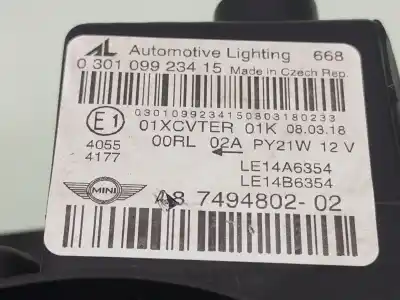 AL Automotive Lighting 668
0 301 099 234 15 Made in Czech Rep.
0301099234150803180233
E1 01XCVTER 01K 08.03.18
4055 00RL 02A PY21W 12 V
4177
LE14A6354
LE14B6354
MINI
7494802-02